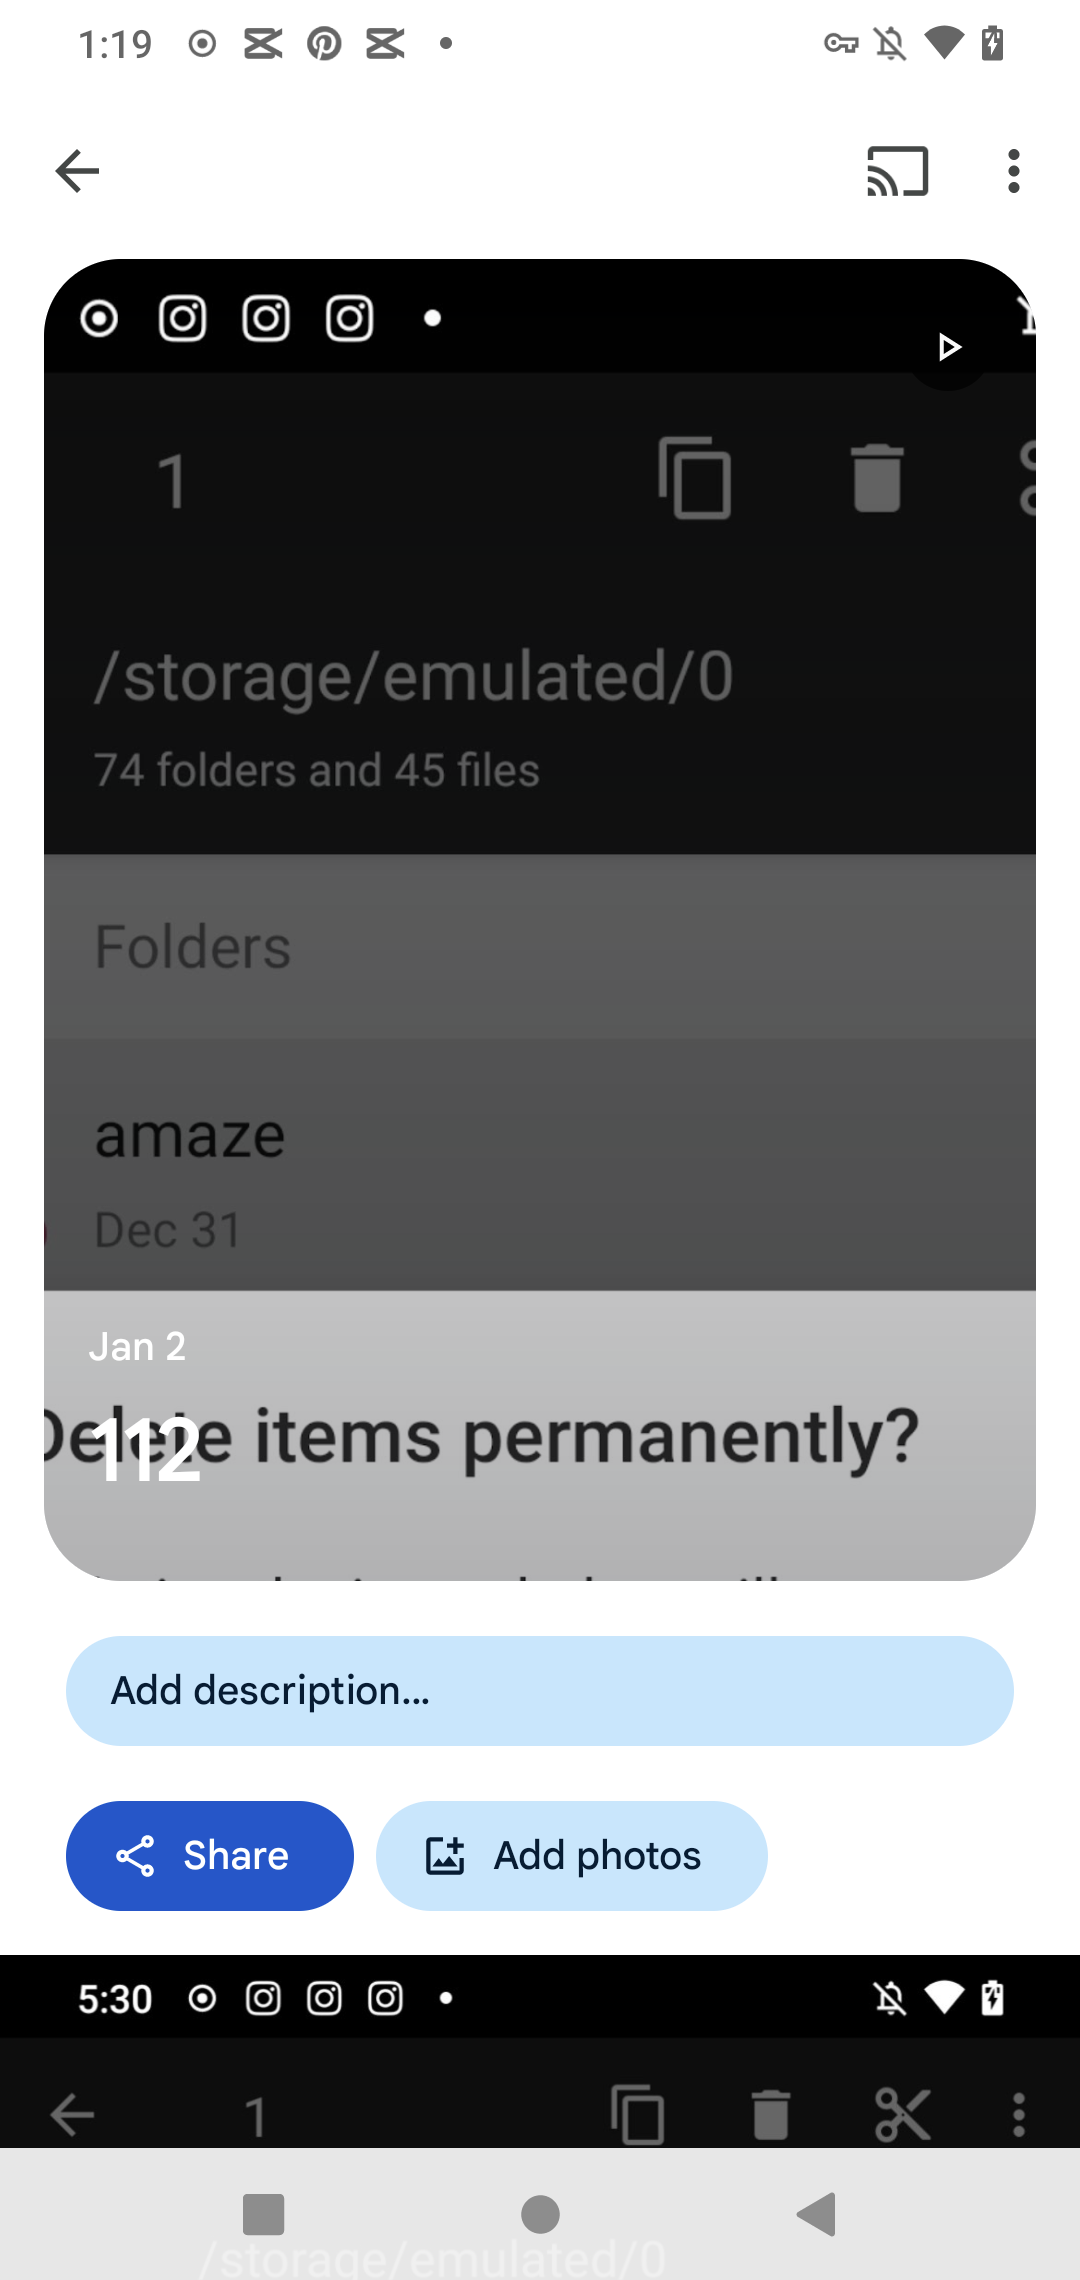 1:19
1
/storage/emulated/0
74 folders and 45 files
Folders
amaze
Dec 31
Jan 2
Delete items permanently?
112
Add description...
Share
Add photos
5:30
1
/storage/emulated/0